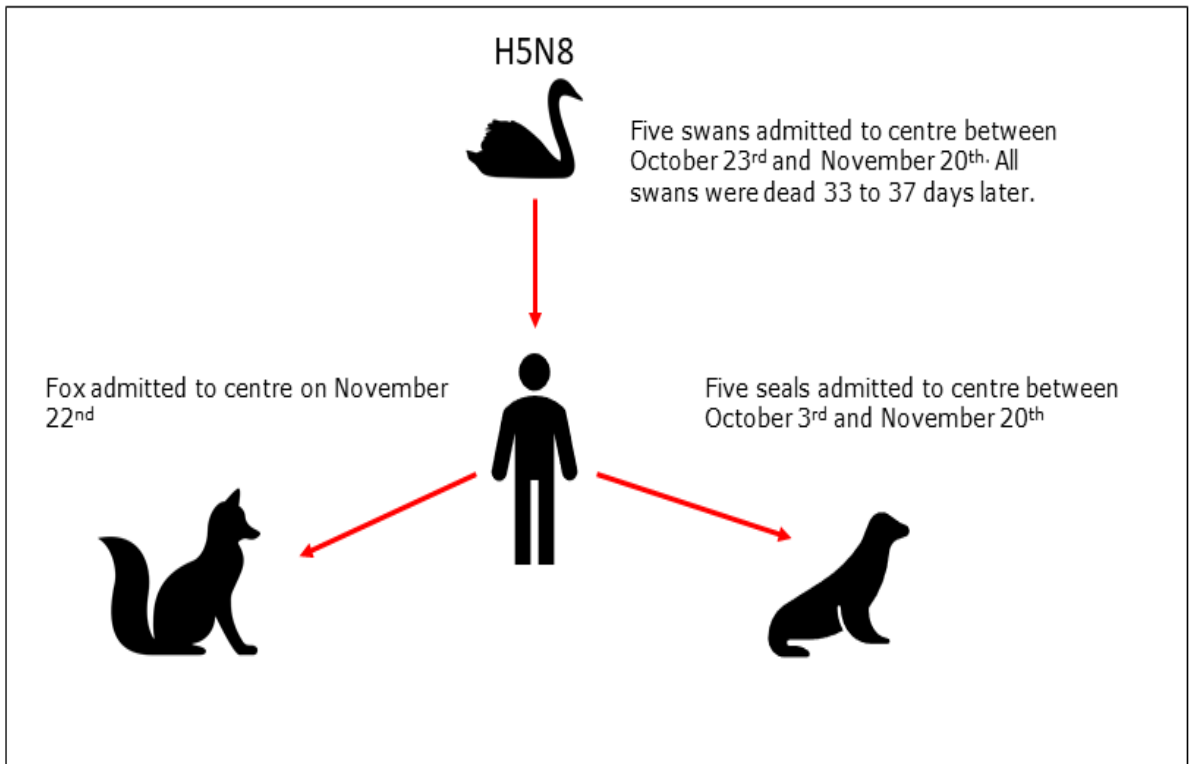 H5N8
Five swans admitted to centre between
October 23rd and November 20th. All
swans were dead 33 to 37 days later.
Fox admitted to centre on November
22nd
Five seals admitted to centre between
October 3rd and November 20th